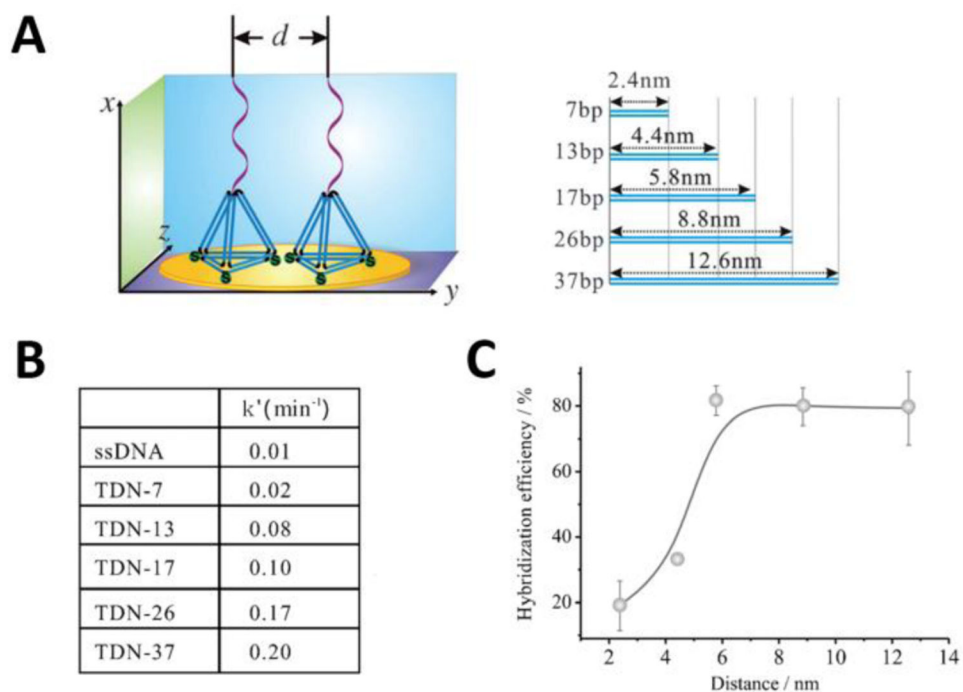 A
d
x
z
y
S S S S S S
2.4nm
7bp
4.4nm
13bp
5.8nm
17bp
8.8nm
26bp
12.6nm
37bp
B
k'(min⁻¹)
ssDNA 0.01
TDN-7 0.02
TDN-13 0.08
TDN-17 0.10
TDN-26 0.17
TDN-37 0.20
C
Hybridization efficiency / %
80
60
40
20
2 4 6 8 10 12 14
Distance / nm